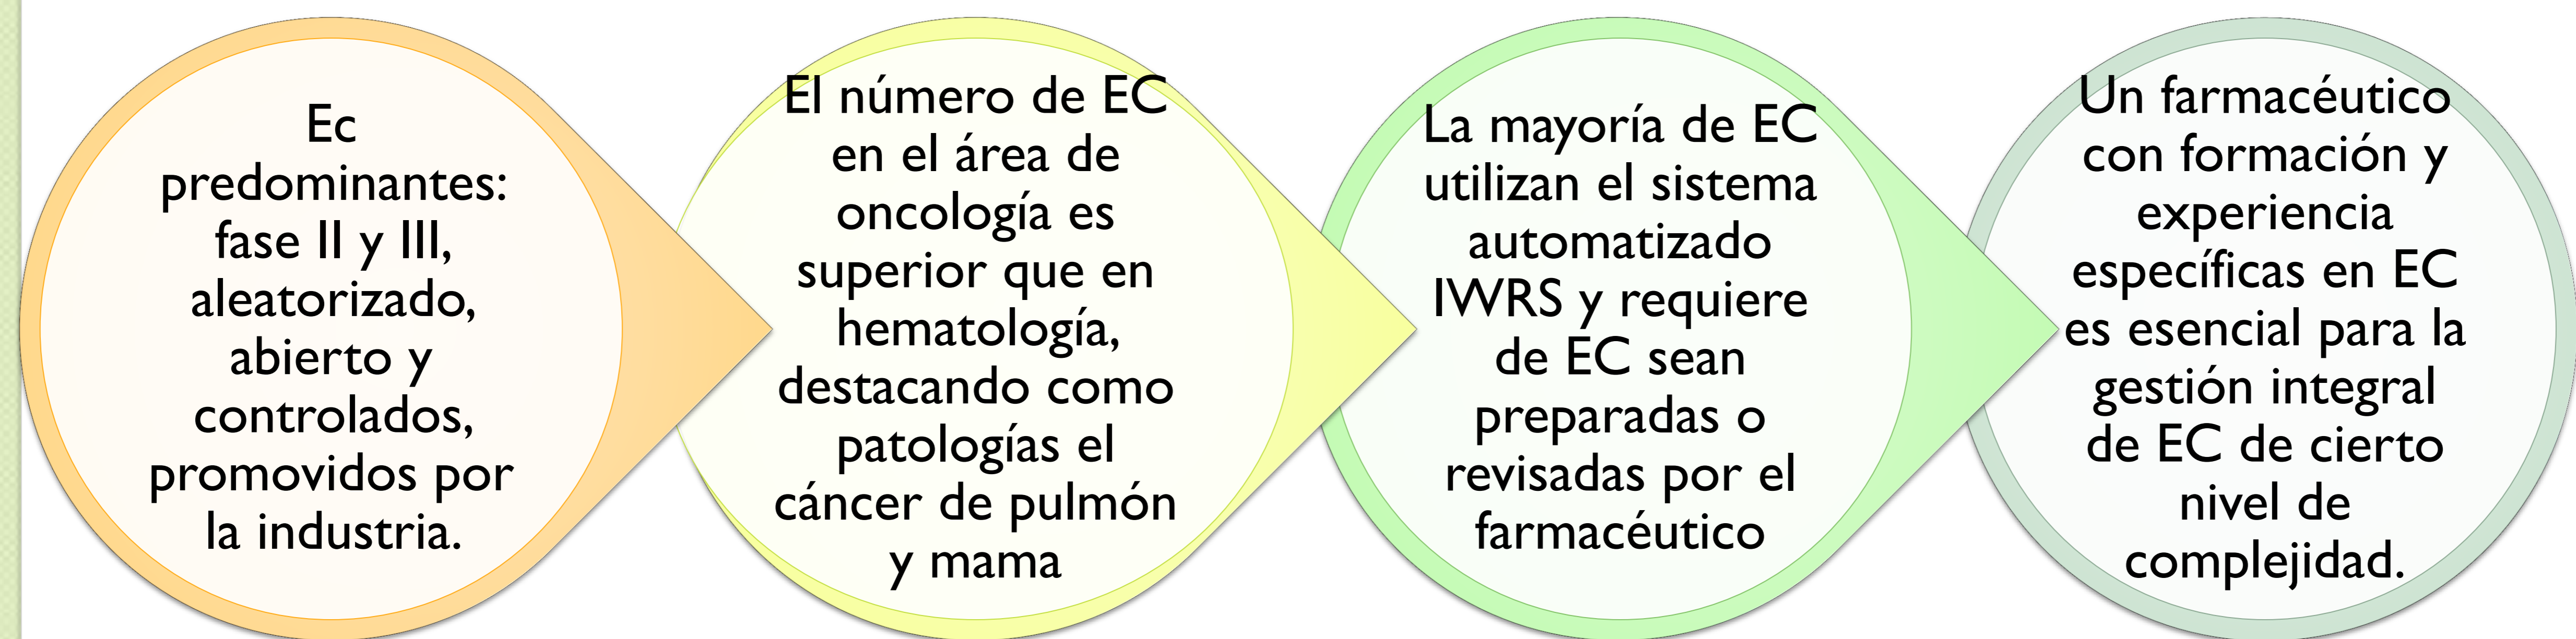 Ec
predominantes:
fase II y III,
aleatorizado,
abierto y
controlados,
promovidos por
la industria.
El número de EC
en el área de
oncología es
superior que en
hematología,
destacando como
patologías el
cáncer de pulmón
y mama
La mayoría de EC
utilizan el sistema
automatizado
IWRS y requiere
de EC sean
preparadas o
revisadas por el
farmacéutico
Un farmacéutico
con formación y
experiencia
específicas en EC
es esencial para la
gestión integral
de EC de cierto
nivel de
complejidad.